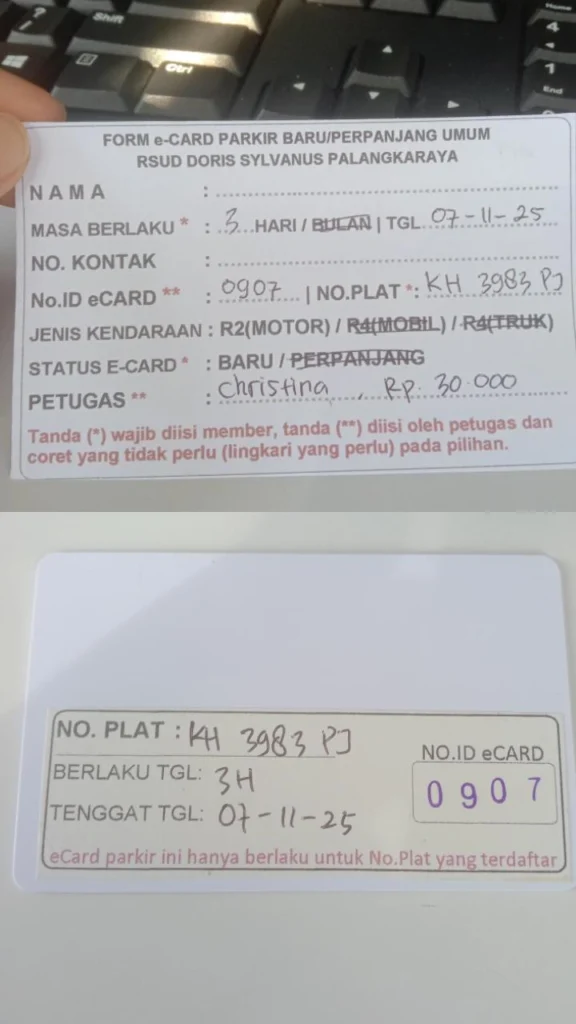 Shift
Ctrl
Home
4
1
End
FORM e-CARD PARKIR BARU/PERPANJANG UMUM
RSUD DORIS SYLVANUS PALANGKARAYA
NAMA :
MASA BERLAKU * : 3 HARI / BULAN | TGL 07-11-25
NO. KONTAK :
No.ID eCARD ** : 0907 | NO.PLAT *: KH 3983 PJ
JENIS KENDARAAN : R2(MOTOR) / R4(MOBIL) / R4(TRUK)
STATUS E-CARD * : BARU / PERPANJANG
PETUGAS ** : Christina , Rp. 30.000
Tanda (*) wajib diisi member, tanda (**) diisi oleh petugas dan
coret yang tidak perlu (lingkari yang perlu) pada pilihan.
NO. PLAT : KH 3983 PJ
BERLAKU TGL: 3H
TENGGAT TGL: 07-11-25
NO.ID eCARD
0907
eCard parkir ini hanya berlaku untuk No.Plat yang terdaftar